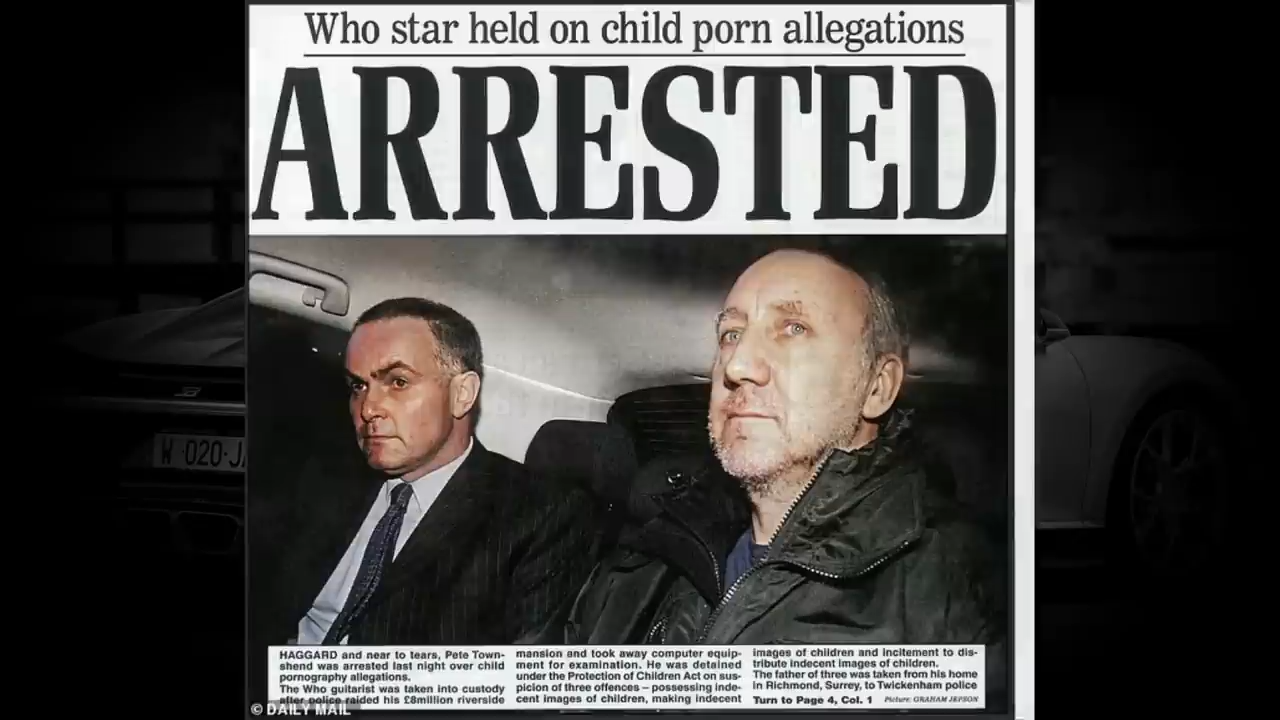 Who star held on child porn allegations
ARRESTED
W 020·J
HAGGARD and near to tears, Pete Town-
shend was arrested last night over child
pornography allegations.
The Who guitarist was taken into custody
after police raided his £8million riverside
mansion and took away computer equip-
ment for examination. He was detained
under the Protection of Children Act on sus-
picion of three offences – possessing inde-
cent images of children, making indecent
images of children and incitement to dis-
tribute indecent images of children.
The father of three was taken from his home
in Richmond, Surrey, to Twickenham police
Turn to Page 4, Col. 1 Picture: GRAHAM JEPSON
© DAILY MAIL